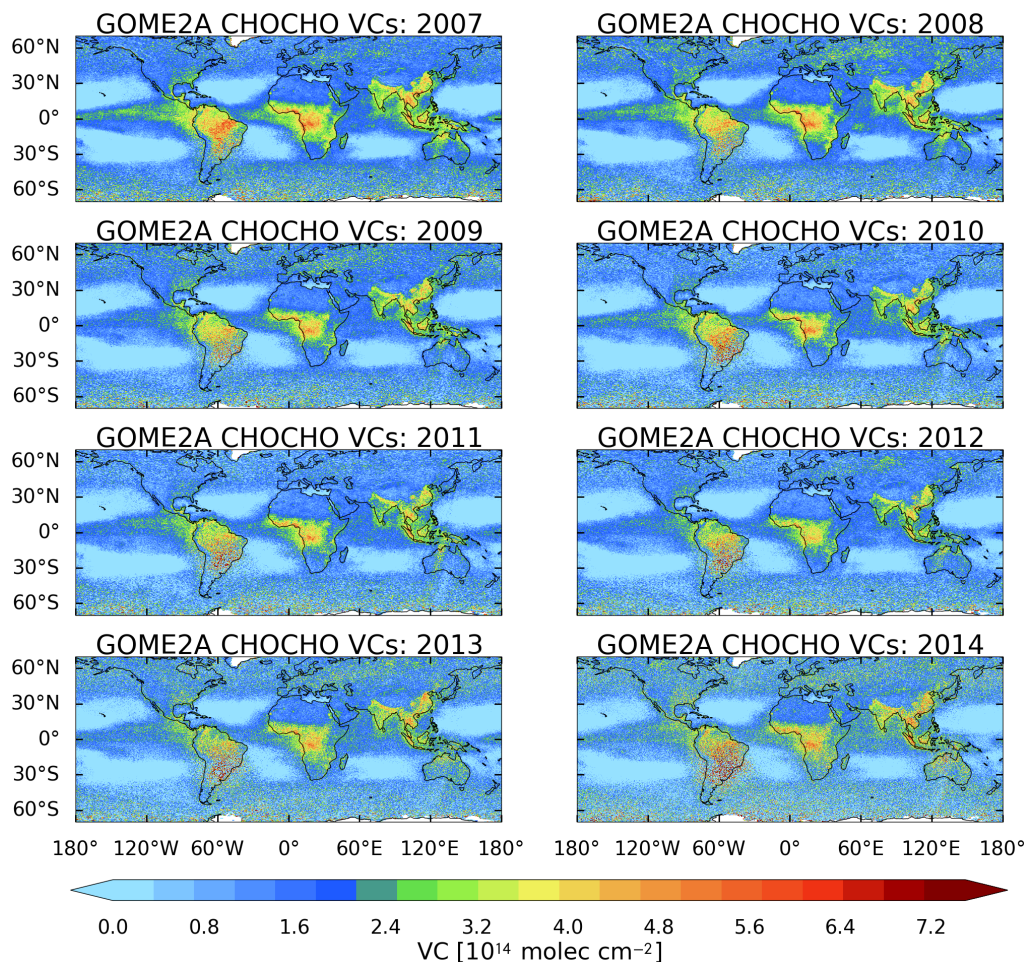 GOME2A CHOCHO VCs: 2007
GOME2A CHOCHO VCs: 2008
60°N
30°N
0°
30°S
60°S
GOME2A CHOCHO VCs: 2009
GOME2A CHOCHO VCs: 2010
60°N
30°N
0°
30°S
60°S
GOME2A CHOCHO VCs: 2011
GOME2A CHOCHO VCs: 2012
60°N
30°N
0°
30°S
60°S
GOME2A CHOCHO VCs: 2013
GOME2A CHOCHO VCs: 2014
60°N
30°N
0°
30°S
60°S
180° 120°W 60°W 0° 60°E 120°E 180°
180° 120°W 60°W 0° 60°E 120°E 180°
0.0 0.8 1.6 2.4 3.2 4.0 4.8 5.6 6.4 7.2
VC [10¹⁴ molec cm⁻²]